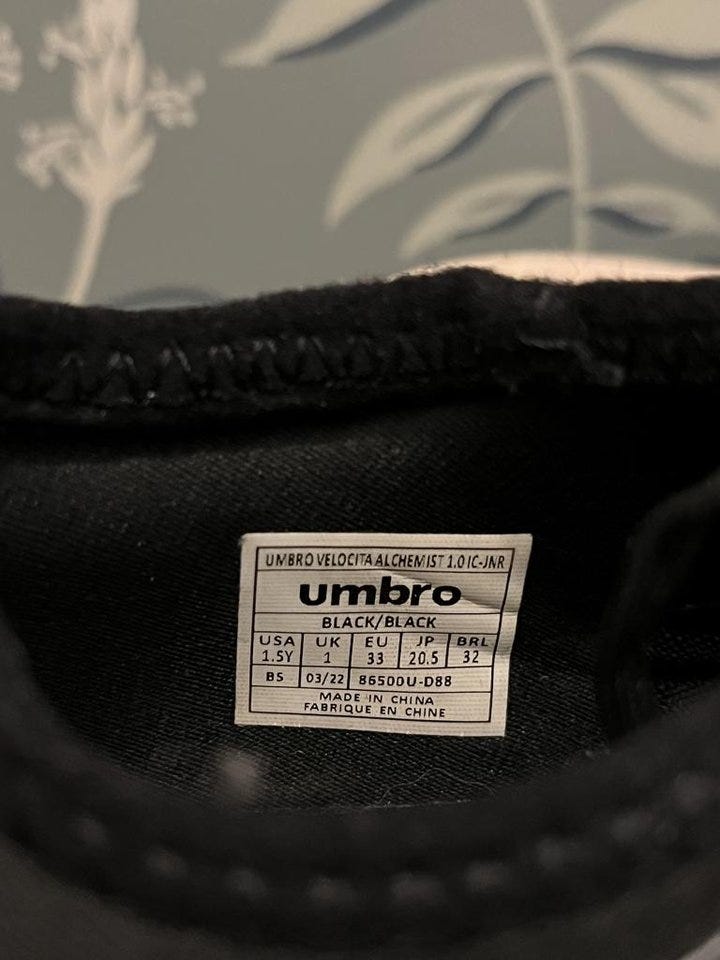 UMBRO VELOCITA ALCHEMIST 1.0 IC-JNR
umbro
BLACK/BLACK
USA UK EU JP BRL
1.5Y 1 33 20.5 32
BS 03/22 86500U-D88
MADE IN CHINA
FABRIQUE EN CHINE